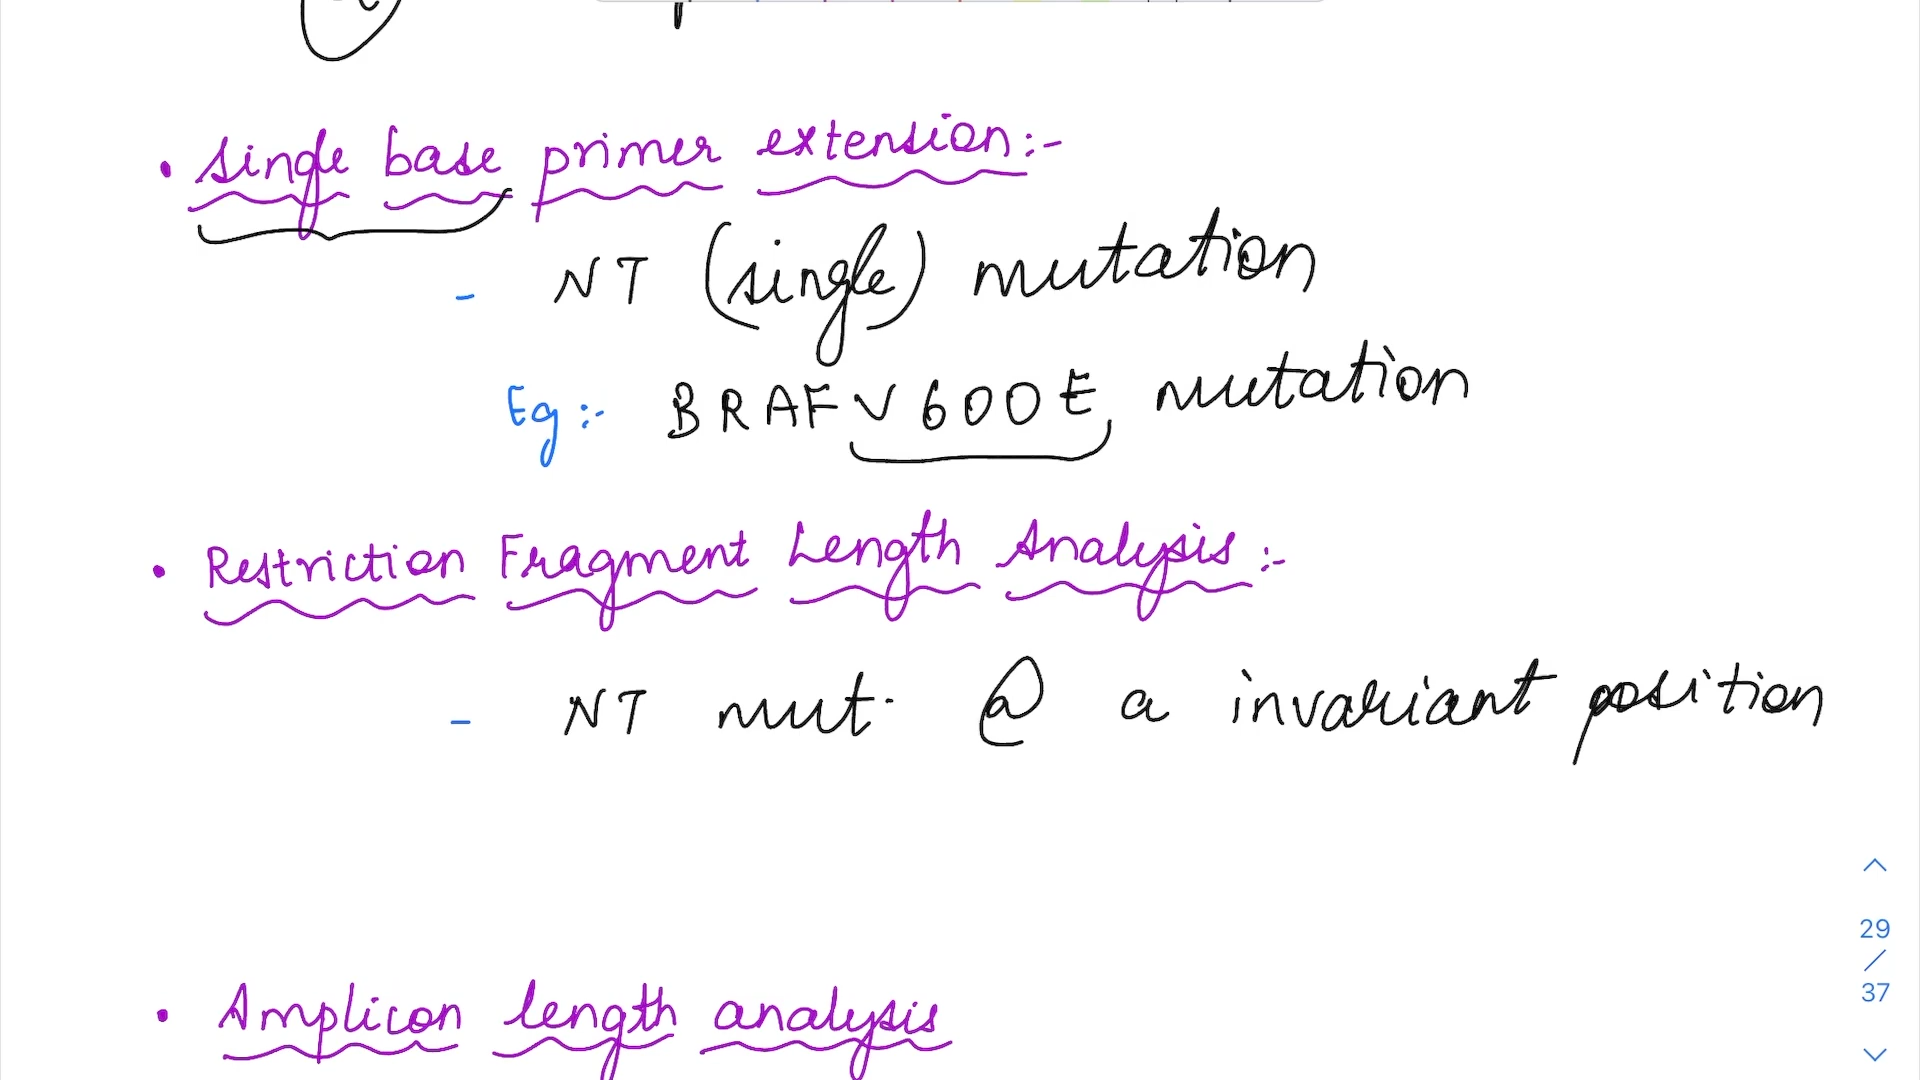 • single base primer extension:-
- NT (single) mutation
Eg:- BRAF V600E mutation
• Restriction Fragment Length Analysis:-
- NT mut. @ a invariant position
• Amplicon length analysis
29
/
37